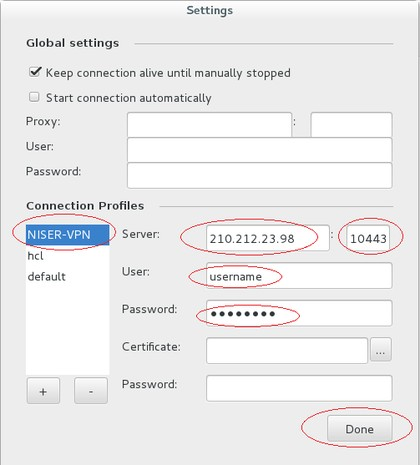 Settings
Global settings
Keep connection alive until manually stopped
Start connection automatically
Proxy: :
User:
Password:
Connection Profiles
NISER-VPN
hcl
default
Server: 210.212.23.98 : 10443
User: username
Password: ••••••••
Certificate: ...
Password:
+ -
Done